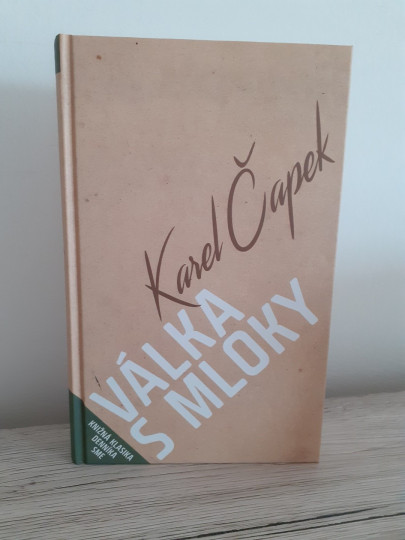 Karel Čapek
VÁLKA
S MLOKY
KNIŽNÁ KLASIKA
DENNÍKA
SME